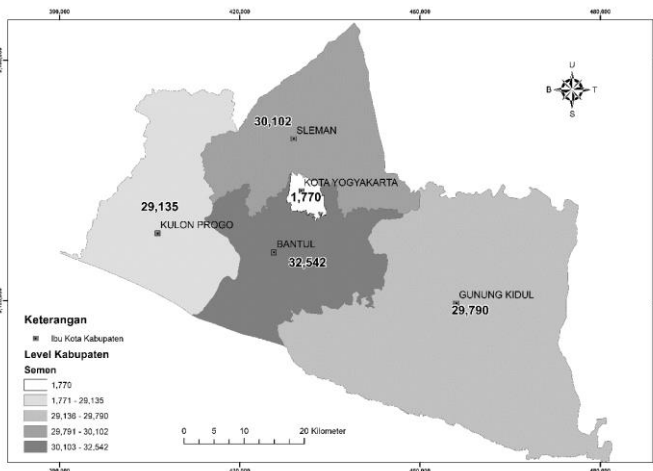 420,000
U
B T
S
30,102
SLEMAN
KOTA YOGYAKARTA
1,770
29,135
KULON PROGO
BANTUL
32,542
GUNUNG KIDUL
29,790
Keterangan
Ibu Kota Kabupaten
Level Kabupaten
Semen
1,770
1,771 - 29,135
29,136 - 29,790
29,791 - 30,102
30,103 - 32,542
0 5 10 20 Kilometer